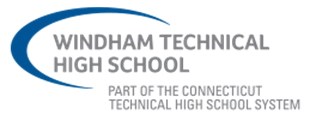 WINDHAM TECHNICAL
HIGH SCHOOL
PART OF THE CONNECTICUT
TECHNICAL HIGH SCHOOL SYSTEM